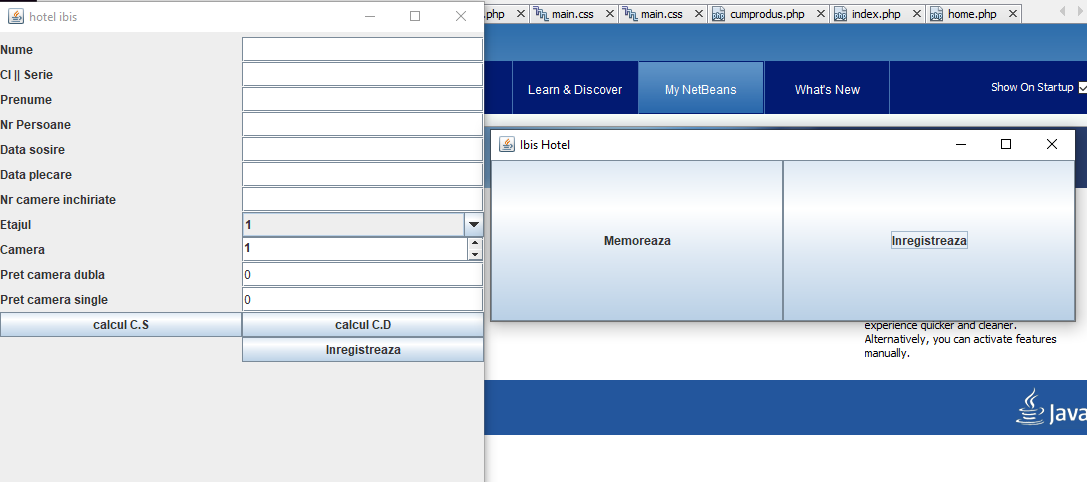 hotel ibis
.php
main.css
main.css
cumprodus.php
index.php
home.php
Nume
CI || Serie
Prenume
Nr Persoane
Data sosire
Data plecare
Nr camere inchiriate
Etajul
1
Camera
1
Pret camera dubla
0
Pret camera single
0
calcul C.S
calcul C.D
Inregistreaza
Learn & Discover
My NetBeans
What's New
Show On Startup
Ibis Hotel
Memoreaza
Inregistreaza
experience quicker and cleaner.
Alternatively, you can activate features
manually.
Java